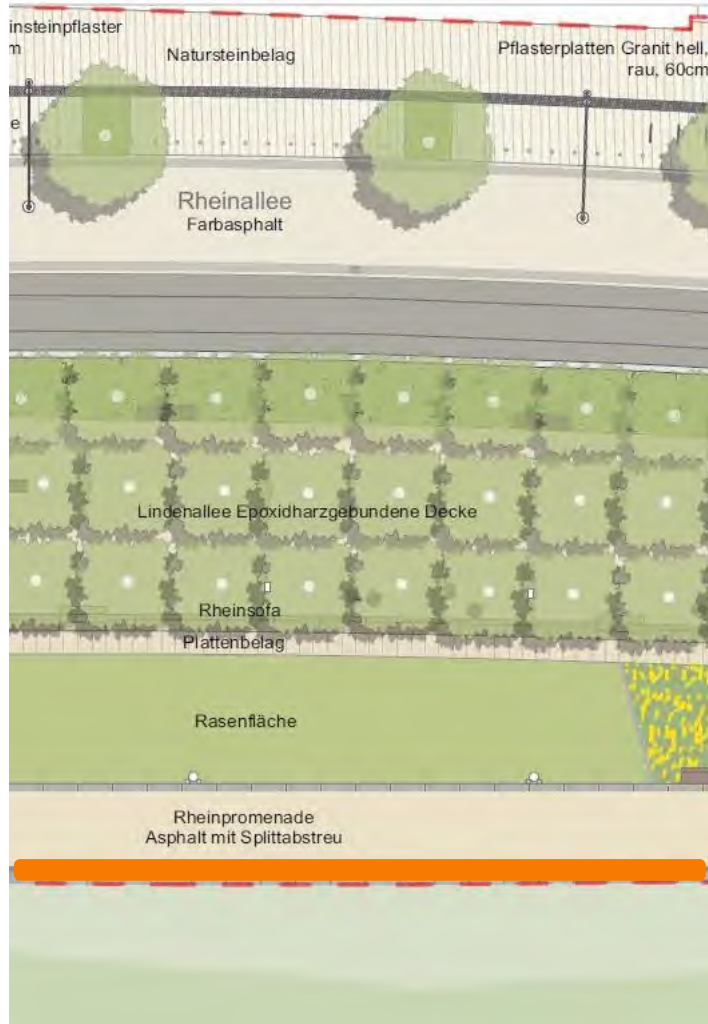 insteinpflaster
m
Natursteinbelag
Pflasterplatten Granit hell,
rau, 60cm
e
Rheinallee
Farbasphalt
Lindenallee Epoxidharzgebundene Decke
Rheinsofa
Plattenbelag
Rasenfläche
Rheinpromenade
Asphalt mit Splittabstreu